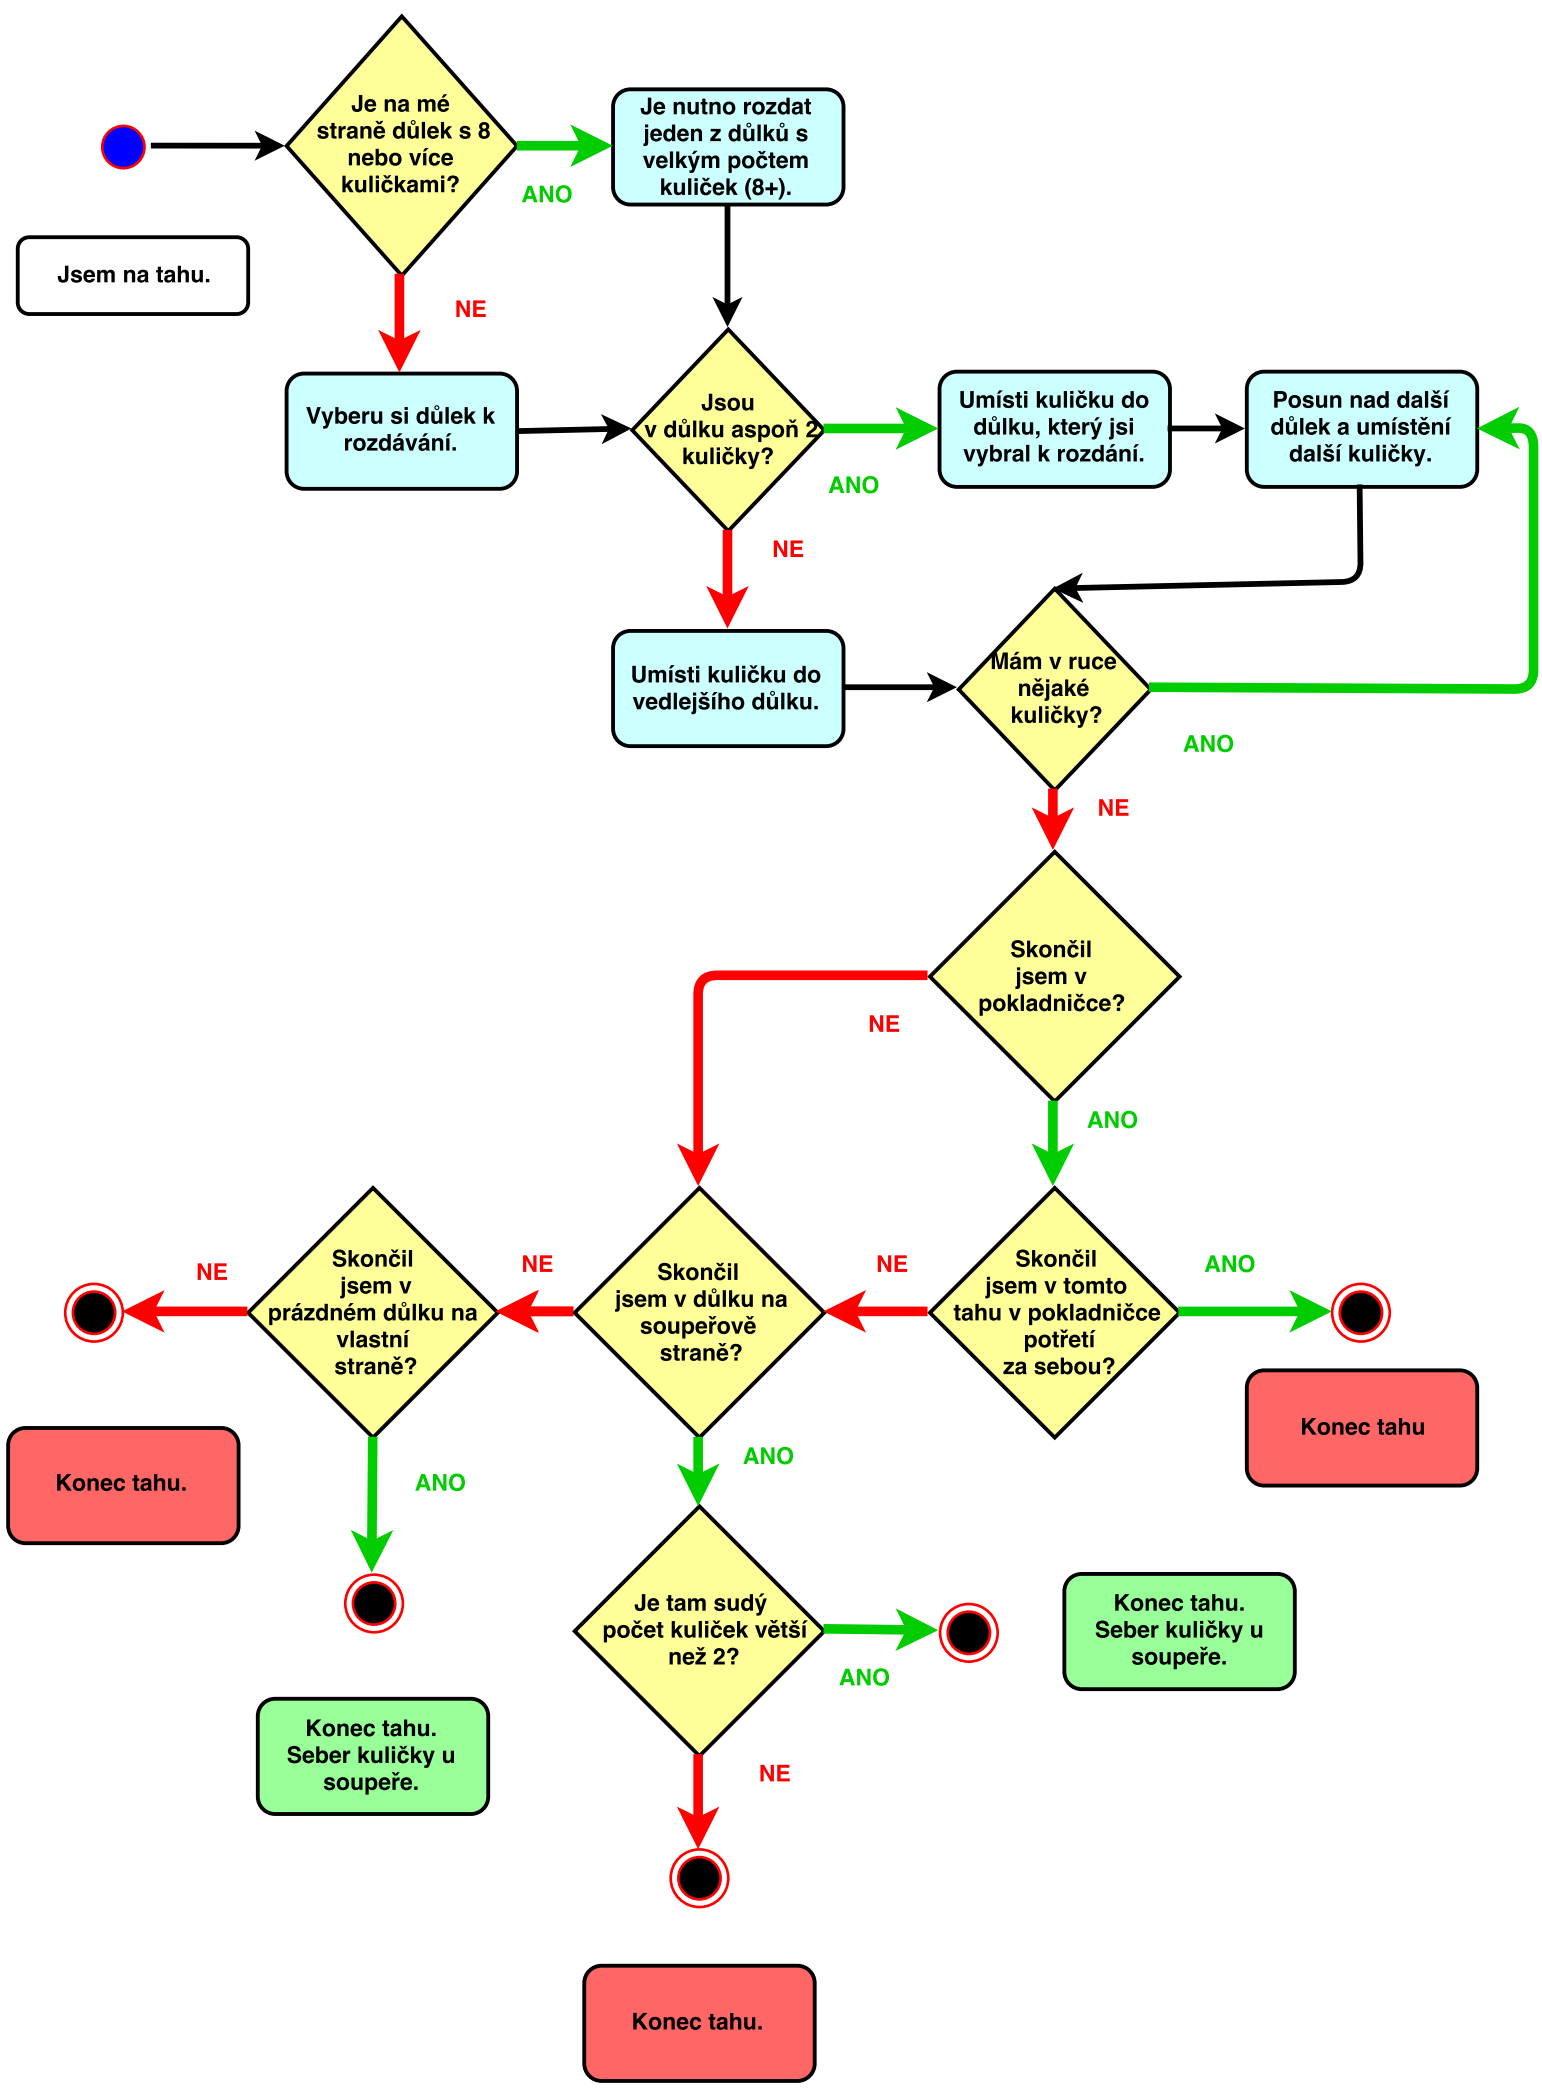 Je na mé
straně důlek s 8
nebo více
kuličkami?
Je nutno rozdat
jeden z důlků s
velkým počtem
kuliček (8+).
ANO
Jsem na tahu.
NE
Vyberu si důlek k
rozdávání.
Jsou
v důlku aspoň 2
kuličky?
Umísti kuličku do
důlku, který jsi
vybral k rozdání.
Posun nad další
důlek a umístění
další kuličky.
ANO
NE
Umísti kuličku do
vedlejšího důlku.
Mám v ruce
nějaké
kuličky?
ANO
NE
Skončil
jsem v
pokladničce?
NE
ANO
Skončil
jsem v
prázdném důlku na
vlastní
straně?
NE
NE
Skončil
jsem v důlku na
soupeřově
straně?
NE
Skončil
jsem v tomto
tahu v pokladničce
potřetí
za sebou?
ANO
Konec tahu
Konec tahu.
ANO
ANO
Je tam sudý
počet kuliček větší
než 2?
ANO
Konec tahu.
Seber kuličky u
soupeře.
Konec tahu.
Seber kuličky u
soupeře.
NE
Konec tahu.